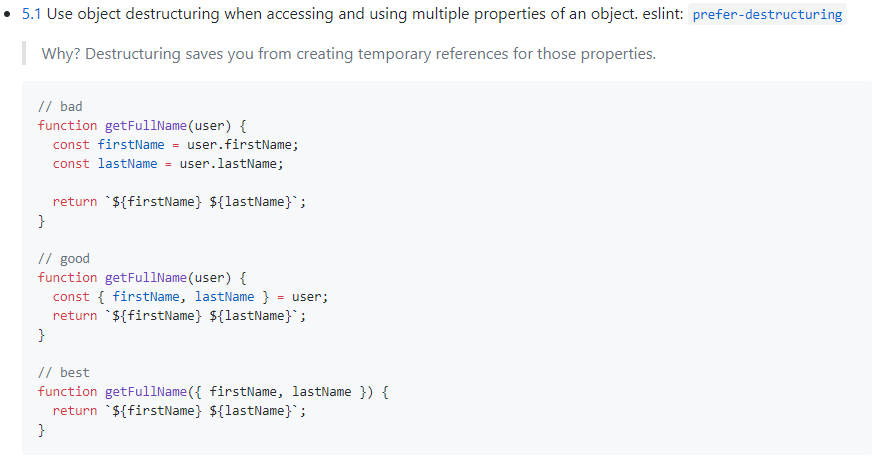 • 5.1 Use object destructuring when accessing and using multiple properties of an object. eslint: prefer-destructuring
Why? Destructuring saves you from creating temporary references for those properties.
// bad
function getFullName(user) {
  const firstName = user.firstName;
  const lastName = user.lastName;

  return `${firstName} ${lastName}`;
}

// good
function getFullName(user) {
  const { firstName, lastName } = user;
  return `${firstName} ${lastName}`;
}

// best
function getFullName({ firstName, lastName }) {
  return `${firstName} ${lastName}`;
}